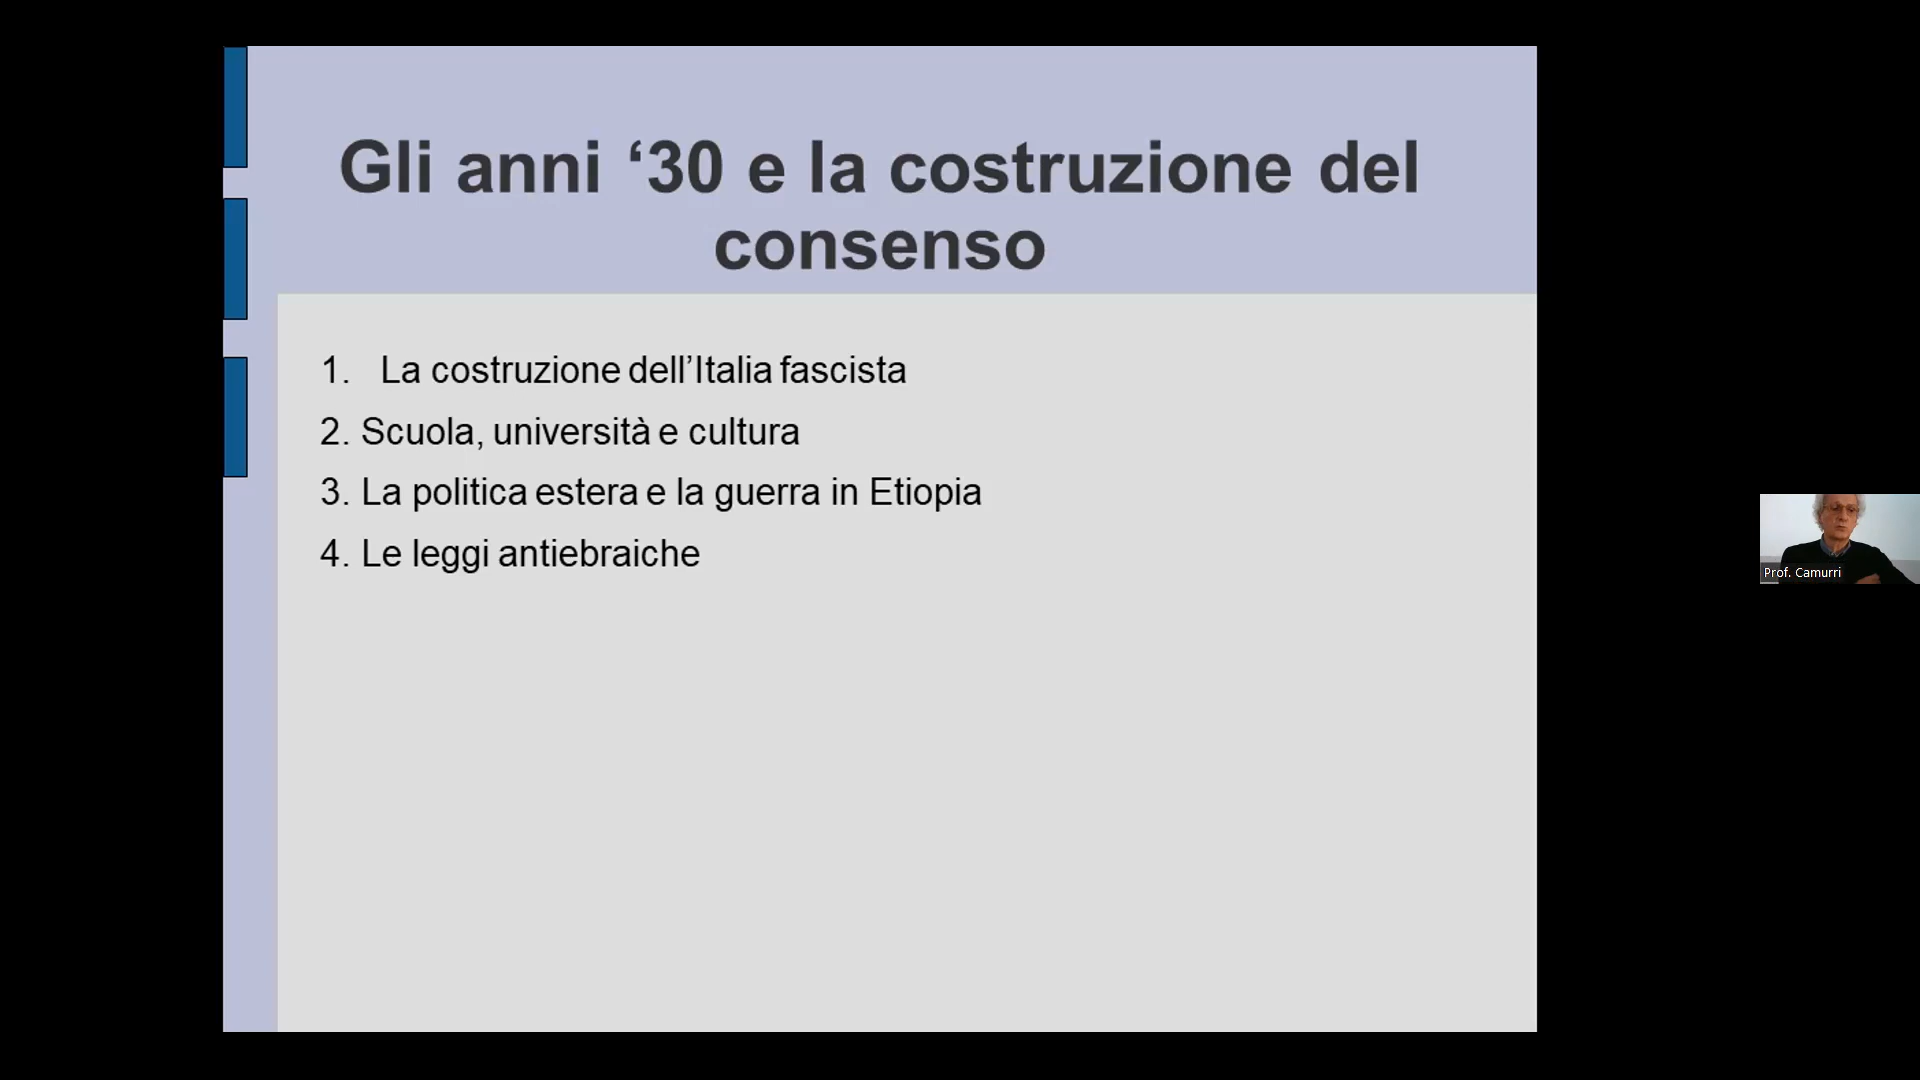 Gli anni ‘30 e la costruzione del
consenso
1. La costruzione dell’Italia fascista
2. Scuola, università e cultura
3. La politica estera e la guerra in Etiopia
4. Le leggi antiebraiche
Prof. Camurri